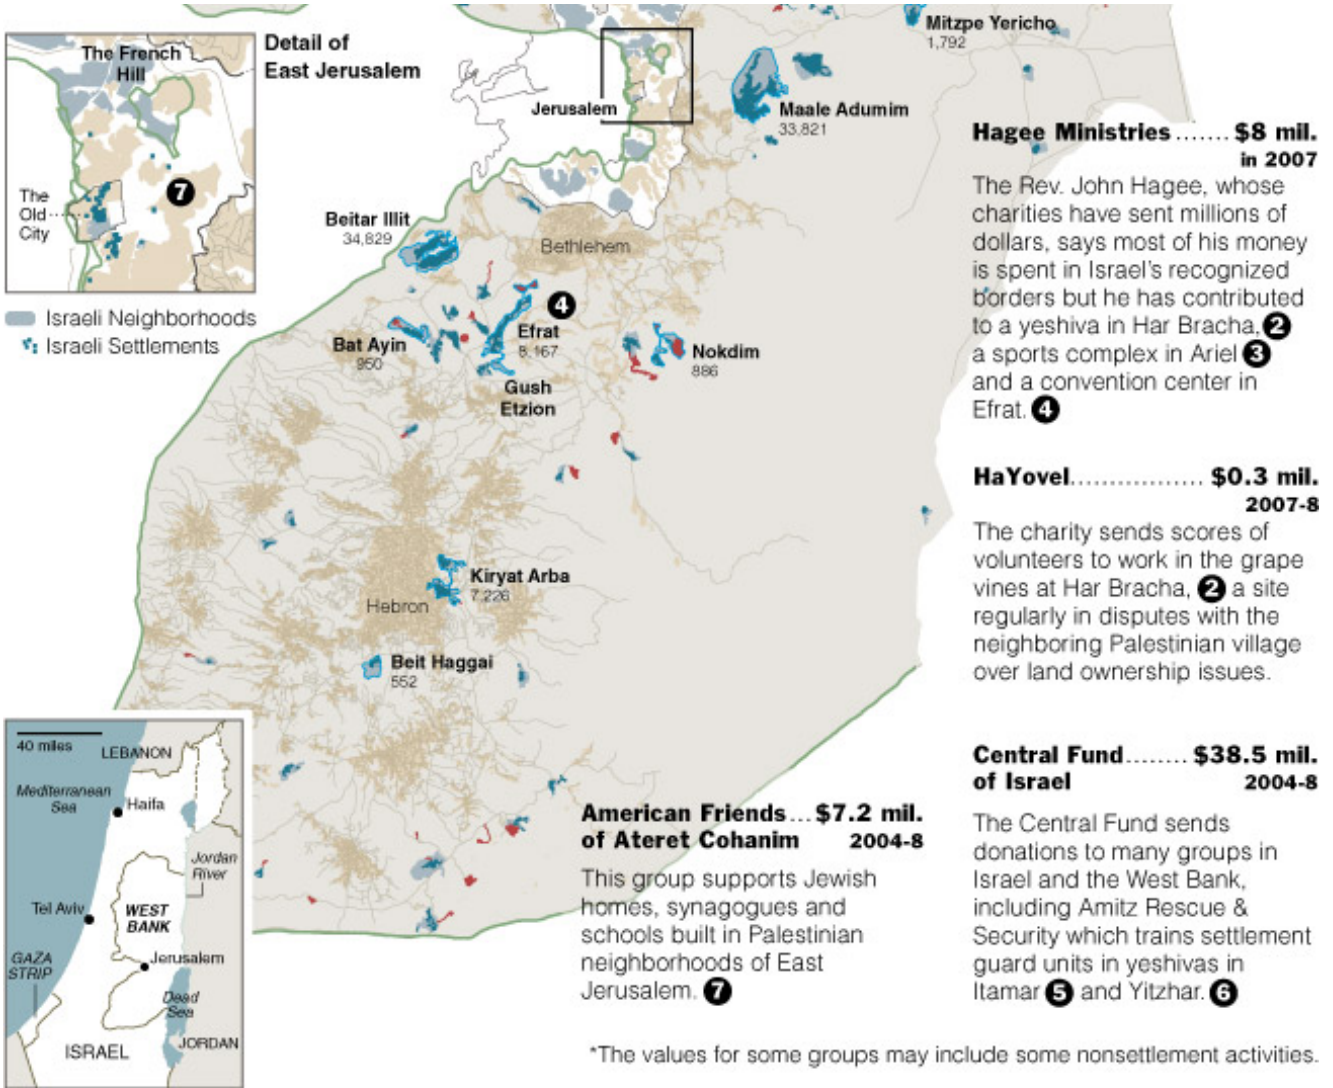 The French
Hill
The
Old
City
7
Detail of
East Jerusalem
Israeli Neighborhoods
Israeli Settlements
Jerusalem
Mitzpe Yericho
1,792
Maale Adumim
33,821
Beitar Illit
34,829
Bethlehem
4
Bat Ayin
950
Efrat
8,167
Gush
Etzion
Nokdim
886
Kiryat Arba
7,226
Hebron
Beit Haggai
552
Hagee Ministries ....... $8 mil.
in 2007
The Rev. John Hagee, whose
charities have sent millions of
dollars, says most of his money
is spent in Israel's recognized
borders but he has contributed
to a yeshiva in Har Bracha, 2
a sports complex in Ariel 3
and a convention center in
Efrat. 4
HaYovel................. $0.3 mil.
2007-8
The charity sends scores of
volunteers to work in the grape
vines at Har Bracha, 2 a site
regularly in disputes with the
neighboring Palestinian village
over land ownership issues.
Central Fund........ $38.5 mil.
of Israel 2004-8
The Central Fund sends
donations to many groups in
Israel and the West Bank,
including Amitz Rescue &
Security which trains settlement
guard units in yeshivas in
Itamar 5 and Yitzhar. 6
American Friends... $7.2 mil.
of Ateret Cohanim 2004-8
This group supports Jewish
homes, synagogues and
schools built in Palestinian
neighborhoods of East
Jerusalem. 7
40 miles
LEBANON
Mediterranean
Sea
Haifa
Jordan
River
Tel Aviv
WEST
BANK
Jerusalem
GAZA
STRIP
Dead
Sea
JORDAN
ISRAEL
*The values for some groups may include some nonsettlement activities.